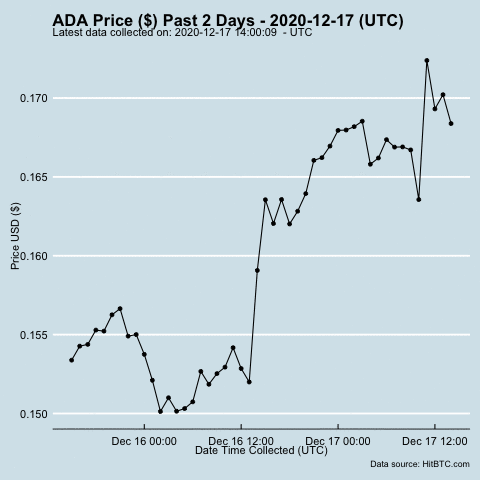 ADA Price ($) Past 2 Days - 2020-12-17 (UTC)
Latest data collected on: 2020-12-17 14:00:09  - UTC
0.170
0.165
0.160
0.155
0.150
Price USD ($)
Dec 16 00:00 Dec 16 12:00 Dec 17 00:00 Dec 17 12:00
Date Time Collected (UTC)
Data source: HitBTC.com